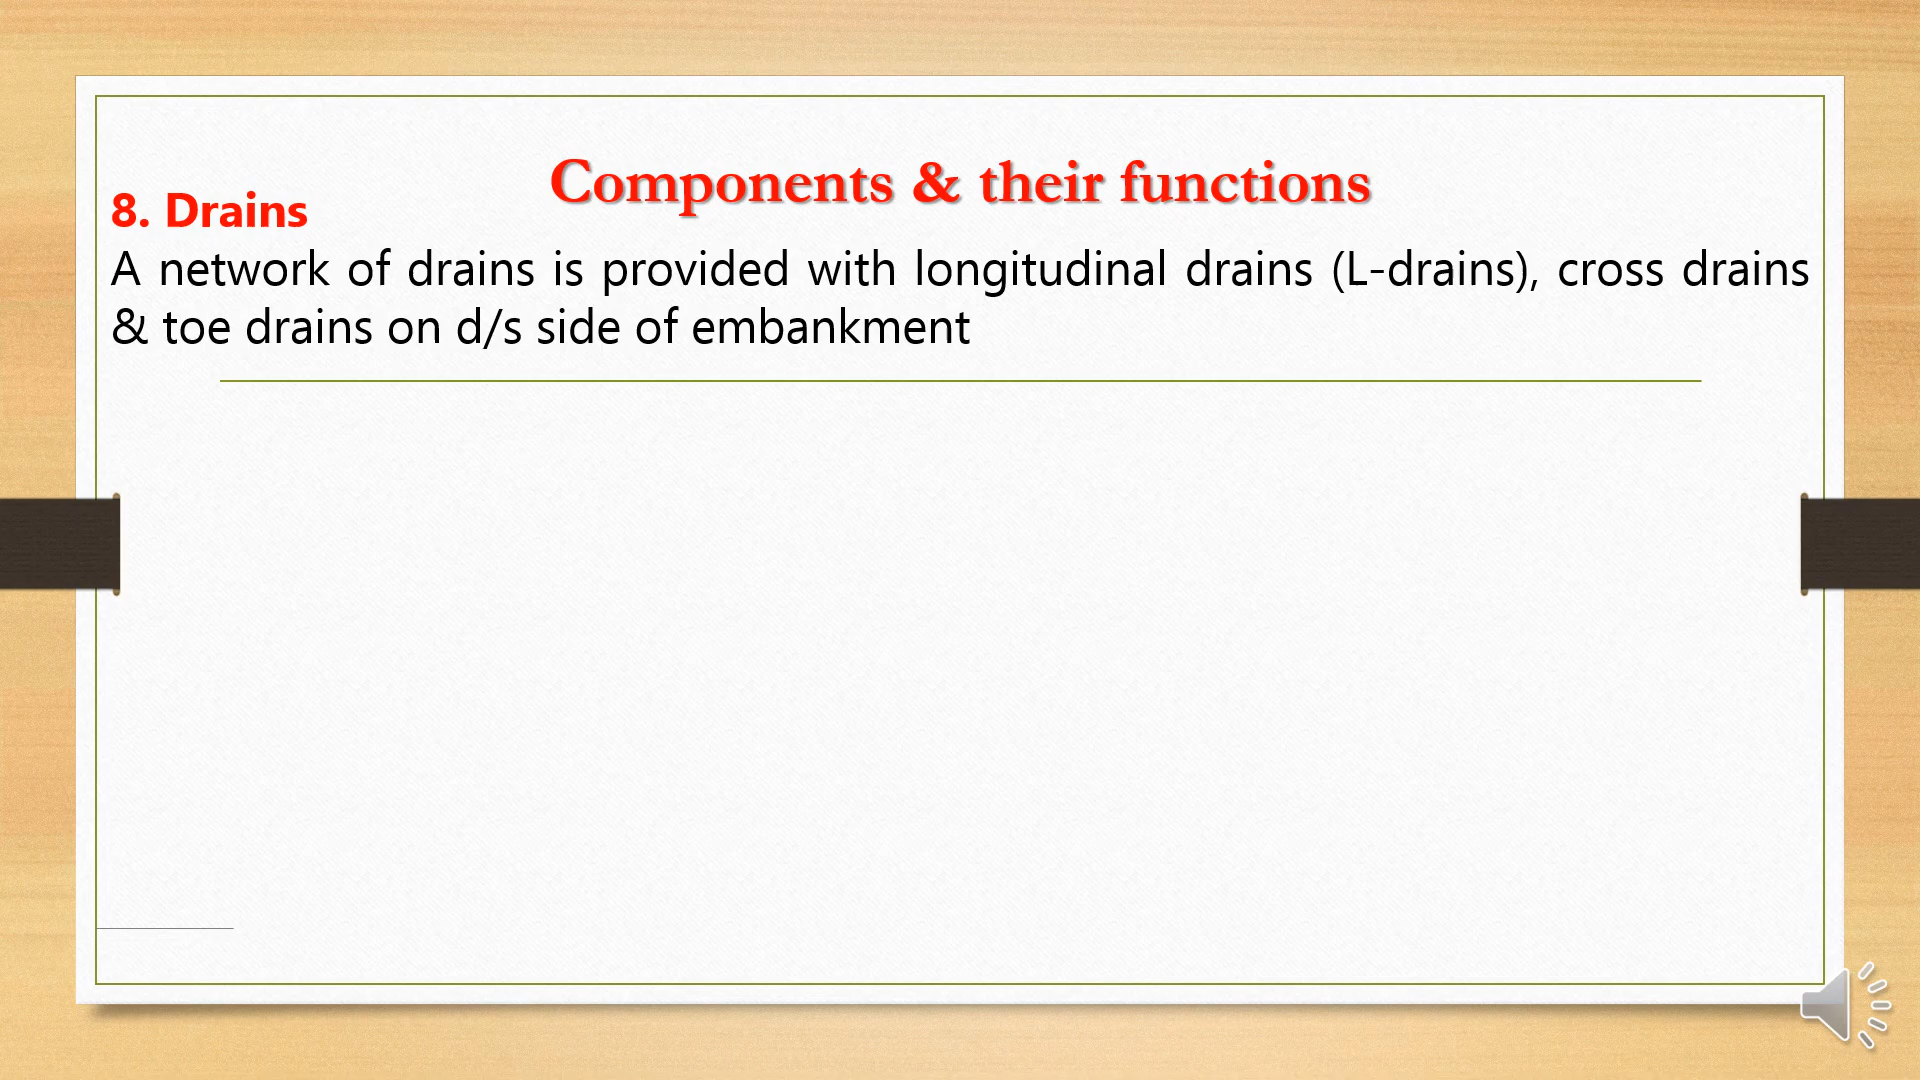 Components & their functions
8. Drains
A network of drains is provided with longitudinal drains (L-drains), cross drains
& toe drains on d/s side of embankment